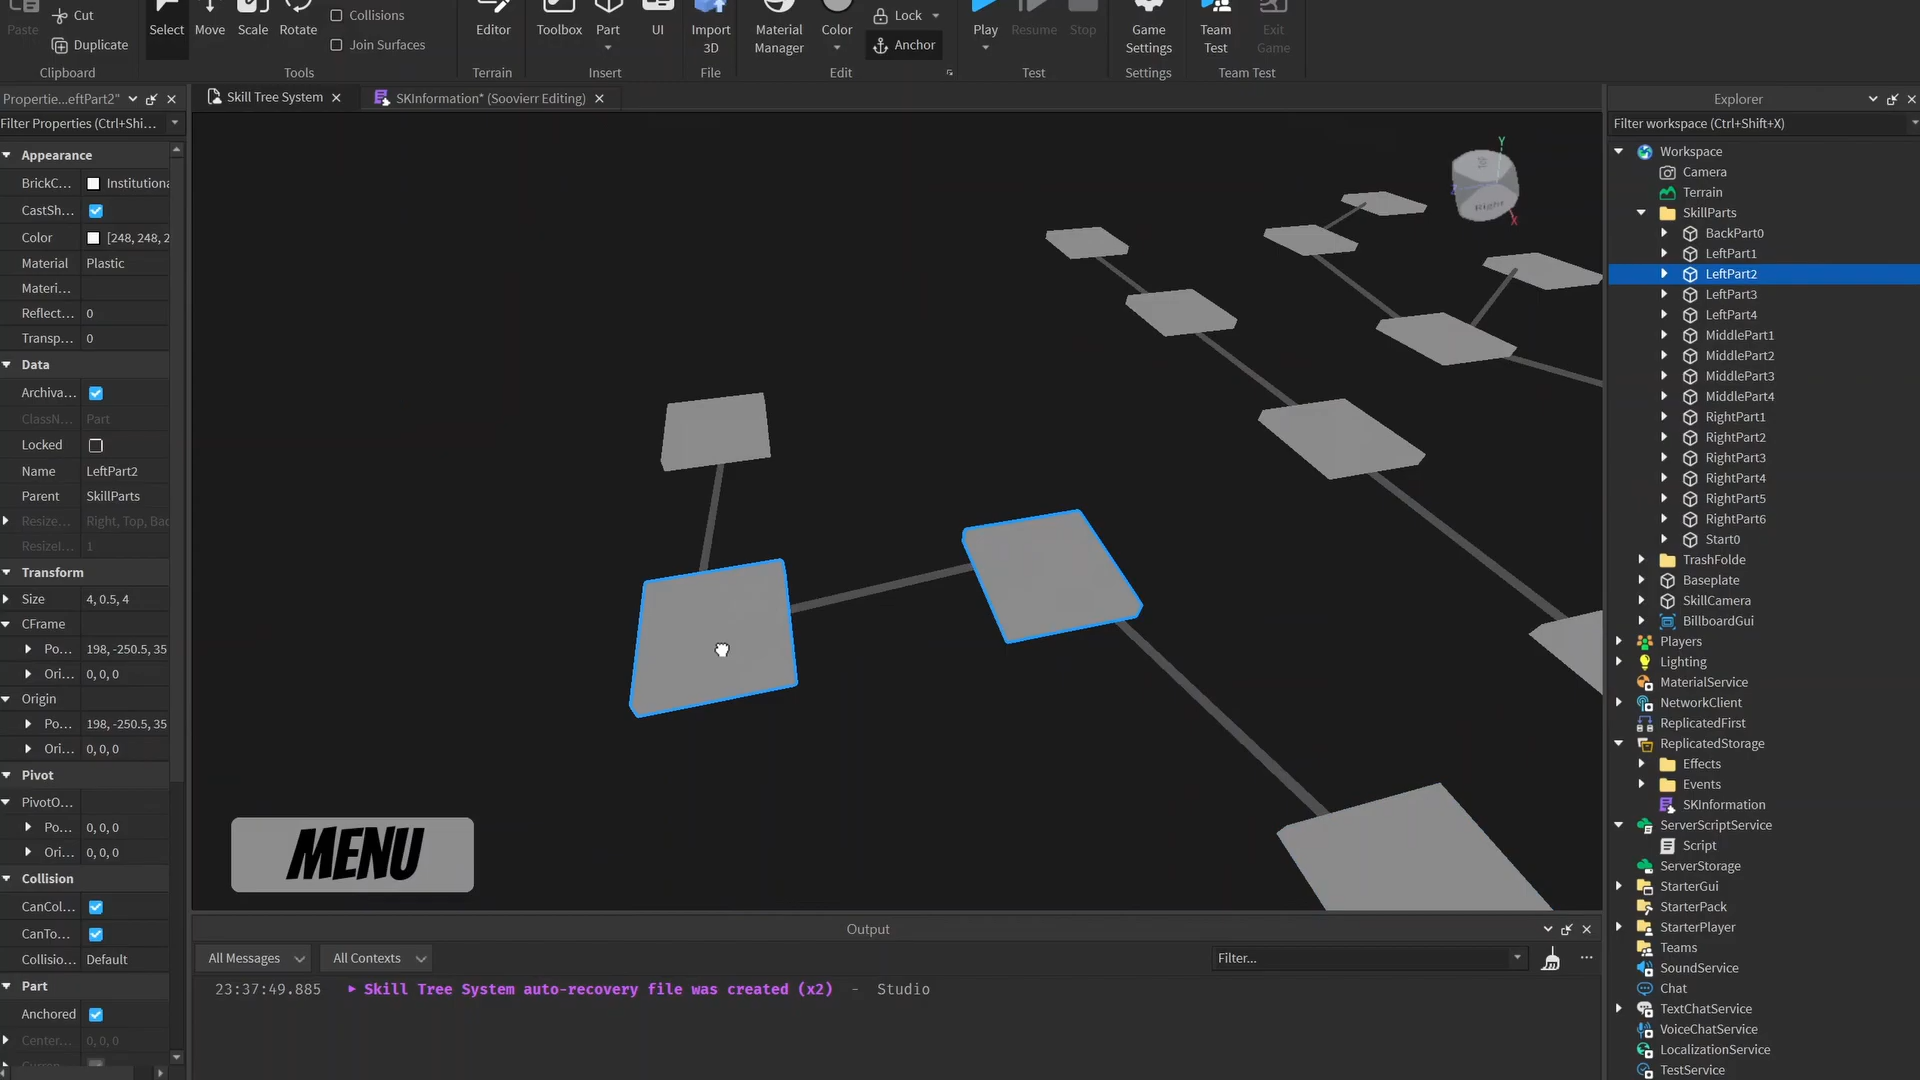 Paste
Cut
Duplicate
Clipboard
Select
Move
Scale
Rotate
Collisions
Join Surfaces
Tools
Editor
Terrain
Toolbox
Part
UI
Insert
Import
3D
File
Material
Manager
Color
Lock
Anchor
Edit
Play
Resume
Stop
Test
Game
Settings
Settings
Team
Test
Exit
Game
Team Test
Propertie...eftPart2"
Filter Properties (Ctrl+Shi...
Appearance
BrickC... Institutiona
CastSh...
Color [248, 248, 2
Material Plastic
Materi...
Reflect... 0
Transp... 0
Data
Archiva...
ClassN... Part
Locked
Name LeftPart2
Parent SkillParts
Resize... Right, Top, Bac
ResizeI... 1
Transform
Size 4, 0.5, 4
CFrame
Po... 198, -250.5, 35
Ori... 0, 0, 0
Origin
Po... 198, -250.5, 35
Ori... 0, 0, 0
Pivot
PivotO...
Po... 0, 0, 0
Ori... 0, 0, 0
Collision
CanCol...
CanTo...
Collisio... Default
Part
Anchored
Center... 0, 0, 0
Skill Tree System
SKInformation* (Soovierr Editing)
Y
Right
X
MENU
Output
All Messages
All Contexts
Filter...
23:37:49.885 Skill Tree System auto-recovery file was created (x2) - Studio
Explorer
Filter workspace (Ctrl+Shift+X)
Workspace
Camera
Terrain
SkillParts
BackPart0
LeftPart1
LeftPart2
LeftPart3
LeftPart4
MiddlePart1
MiddlePart2
MiddlePart3
MiddlePart4
RightPart1
RightPart2
RightPart3
RightPart4
RightPart5
RightPart6
Start0
TrashFolde
Baseplate
SkillCamera
BillboardGui
Players
Lighting
MaterialService
NetworkClient
ReplicatedFirst
ReplicatedStorage
Effects
Events
SKInformation
ServerScriptService
Script
ServerStorage
StarterGui
StarterPack
StarterPlayer
Teams
SoundService
Chat
TextChatService
VoiceChatService
LocalizationService
TestService